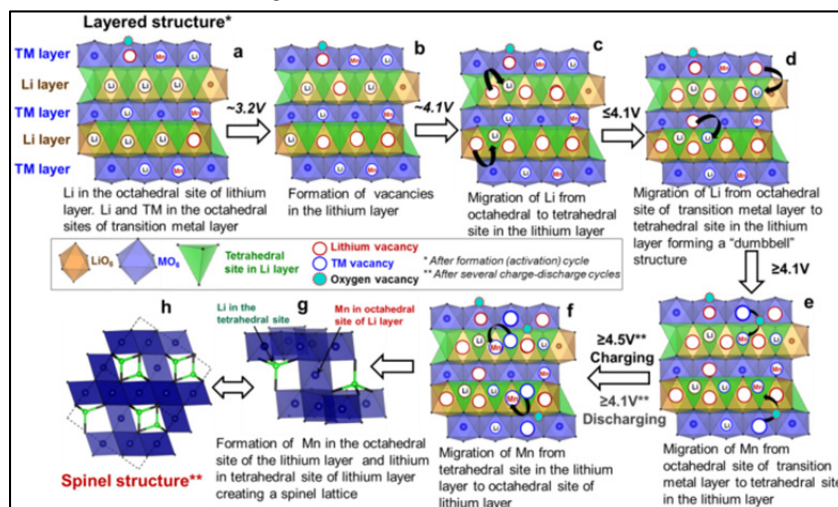 Layered structure*
TM layer
Li layer
TM layer
Li layer
TM layer
a
b
c
d
~3.2V
~4.1V
≤4.1V
Li in the octahedral site of lithium
layer. Li and TM in the octahedral
sites of transition metal layer
Formation of vacancies
in the lithium layer
Migration of Li from
octahedral to tetrahedral
site in the lithium layer
Migration of Li from octahedral
site of transition metal layer to
tetrahedral site in the lithium
layer forming a "dumbbell"
structure
LiO6
MO6
Tetrahedral
site in Li layer
Lithium vacancy
TM vacancy
Oxygen vacancy
* After formation (activation) cycle
** After several charge-discharge cycles
≥4.1V
h
Li in the
tetrahedral site
g
Mn in octahedral
site of Li layer
f
e
≥4.5V**
Charging
≥4.1V**
Discharging
Spinel structure**
Formation of Mn in the octahedral
site of the lithium layer and lithium
in tetrahedral site of lithium layer
creating a spinel lattice
Migration of Mn from
tetrahedral site in the lithium
layer to octahedral site of
lithium layer
Migration of Mn from
octahedral site of transition
metal layer to tetrahedral site
in the lithium layer